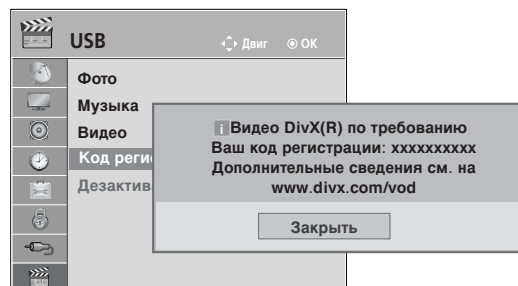 USB
Двиг
OK
Фото
Музыка
Видео
Код реги
Дезактив
i Видео DivX(R) по требованию
Ваш код регистрации: xxxxxxxxxx
Дополнительные сведения см. на
www.divx.com/vod
Закрыть